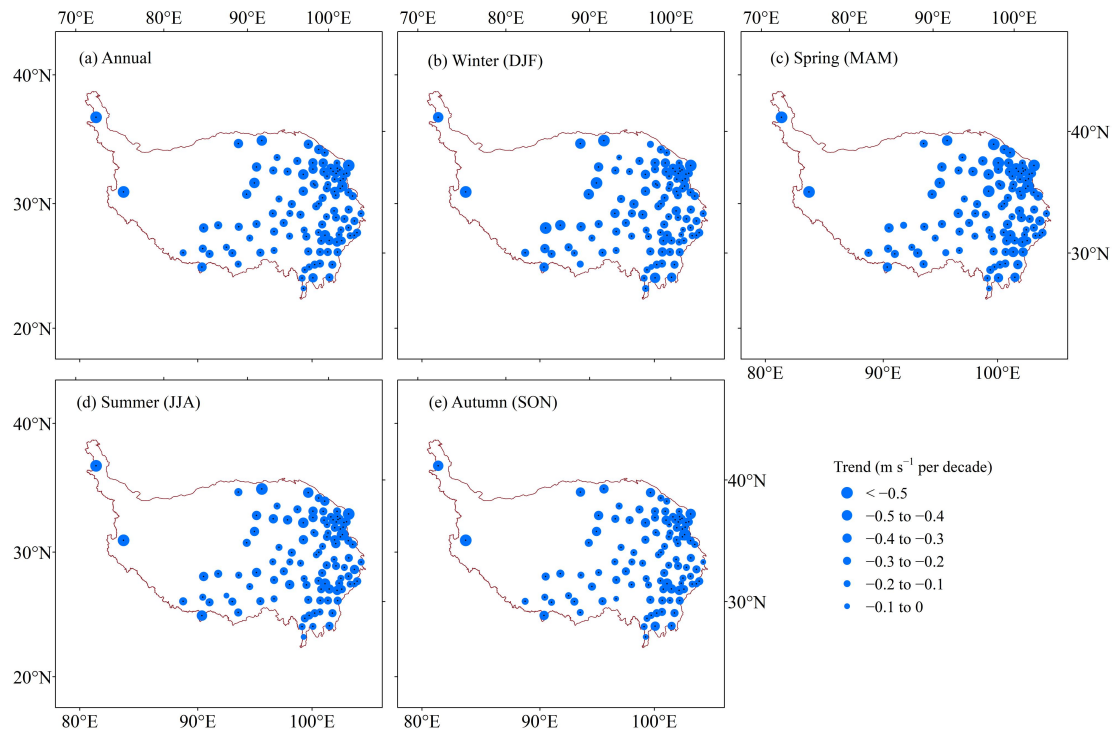 70°E 80°E 90°E 100°E 70°E 80°E 90°E 100°E 70°E 80°E 90°E 100°E
(a) Annual
(b) Winter (DJF)
(c) Spring (MAM)
40°N
40°N
30°N
30°N
20°N
80°E 90°E 100°E
(d) Summer (JJA)
(e) Autumn (SON)
40°N
40°N
30°N
30°N
20°N
80°E 90°E 100°E 80°E 90°E 100°E
Trend (m s⁻¹ per decade)
< −0.5
−0.5 to −0.4
−0.4 to −0.3
−0.3 to −0.2
−0.2 to −0.1
−0.1 to 0